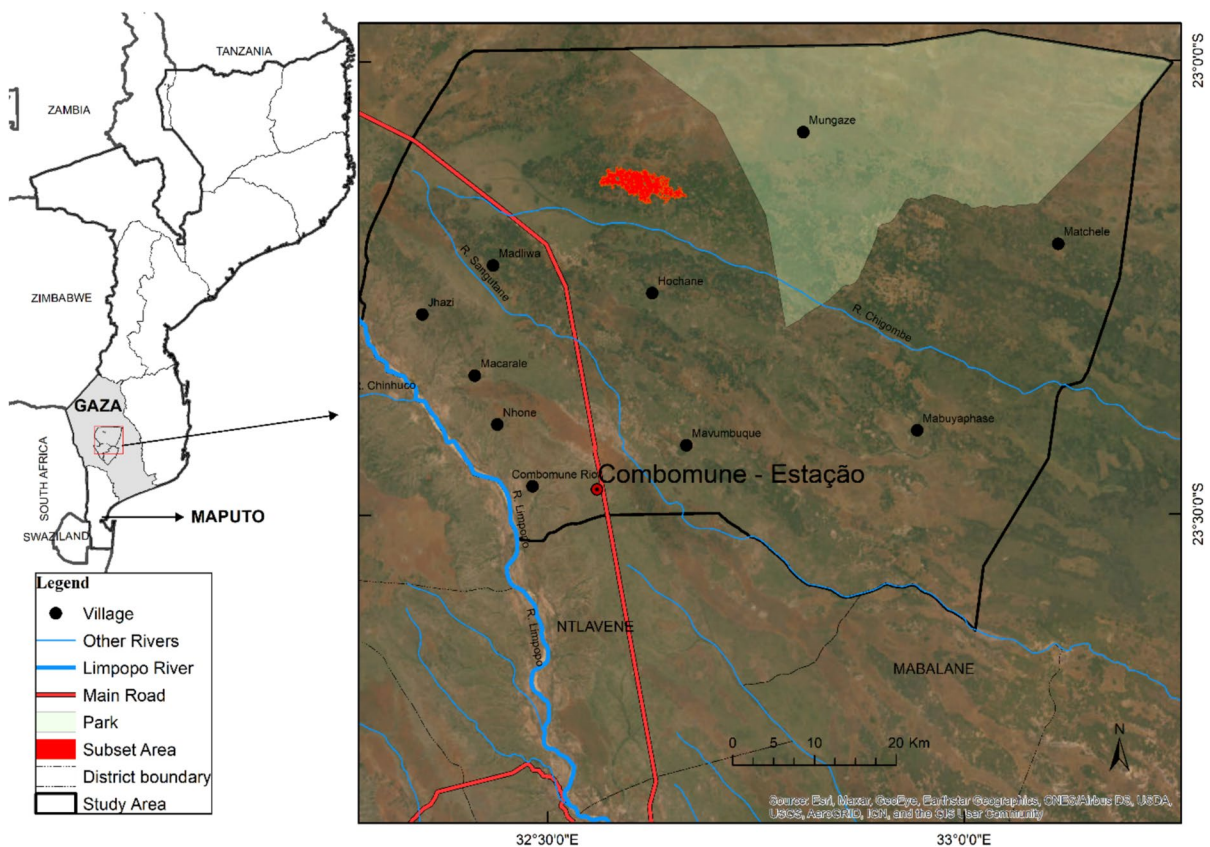 TANZANIA
ZAMBIA
ZIMBABWE
GAZA
SOUTH AFRICA
MAPUTO
SWAZILAND
Legend
Village
Other Rivers
Limpopo River
Main Road
Park
Subset Area
District boundary
Study Area
23°0'0"S
Mungaze
Matchele
Madliwa
R. Sangutane
Hochane
Jhazi
R. Chigombe
Macarale
R. Chinhuco
Nhone
Mabuyaphase
Mavumbuque
Combomune Rio
Combomune - Estação
R. Limpopo
23°30'0"S
NTLAVENE
R. Limpopo
MABALANE
N
0 5 10 20 Km
Source: Esri, Maxar, GeoEye, Earthstar Geographics, CNES/Airbus DS, USDA,
USGS, AeroGRID, IGN, and the GIS User Community
32°30'0"E
33°0'0"E